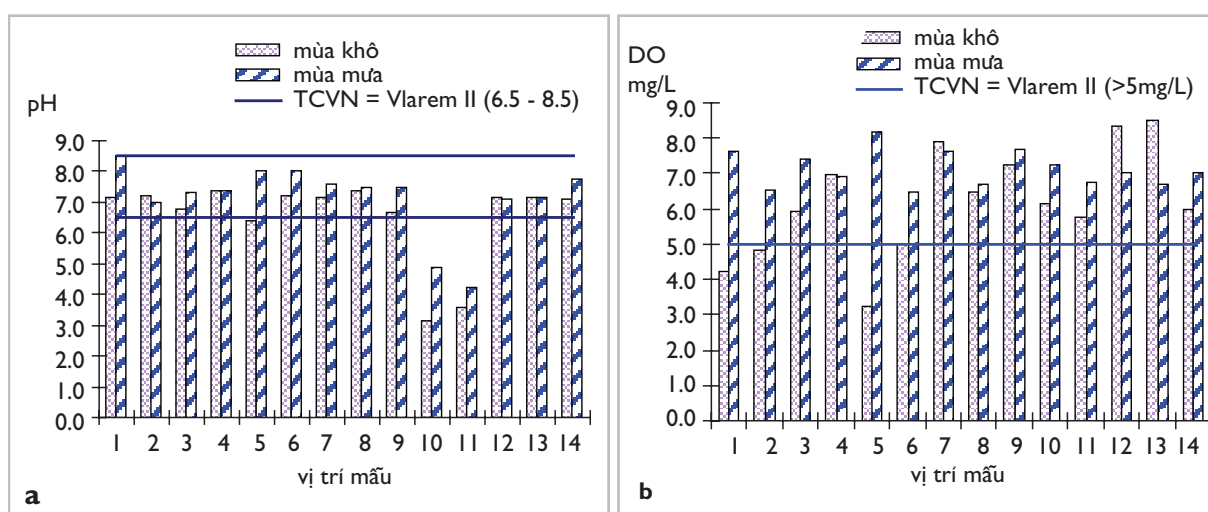 mùa khô
mùa mưa
TCVN = Vlarem II (6.5 - 8.5)
pH
9.0
8.0
7.0
6.0
5.0
4.0
3.0
2.0
1.0
0.0
1 2 3 4 5 6 7 8 9 10 11 12 13 14
vị trí mẫu
a
mùa khô
mùa mưa
TCVN = Vlarem II (>5mg/L)
DO
mg/L
9.0
8.0
7.0
6.0
5.0
4.0
3.0
2.0
1.0
0.0
1 2 3 4 5 6 7 8 9 10 11 12 13 14
vị trí mẫu
b